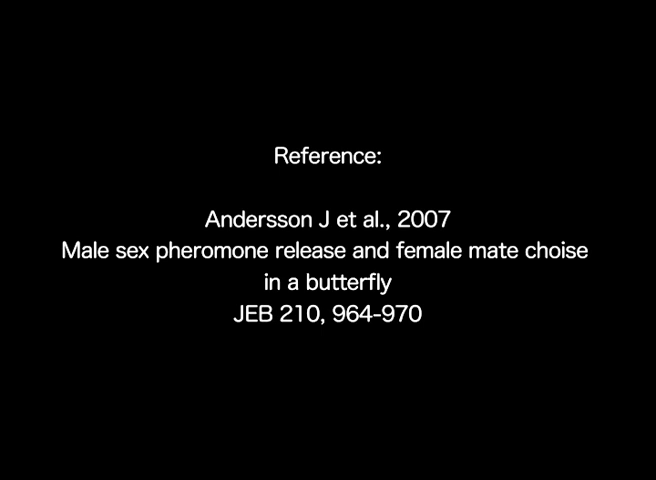 Reference:
Andersson J et al., 2007
Male sex pheromone release and female mate choise
in a butterfly
JEB 210, 964-970